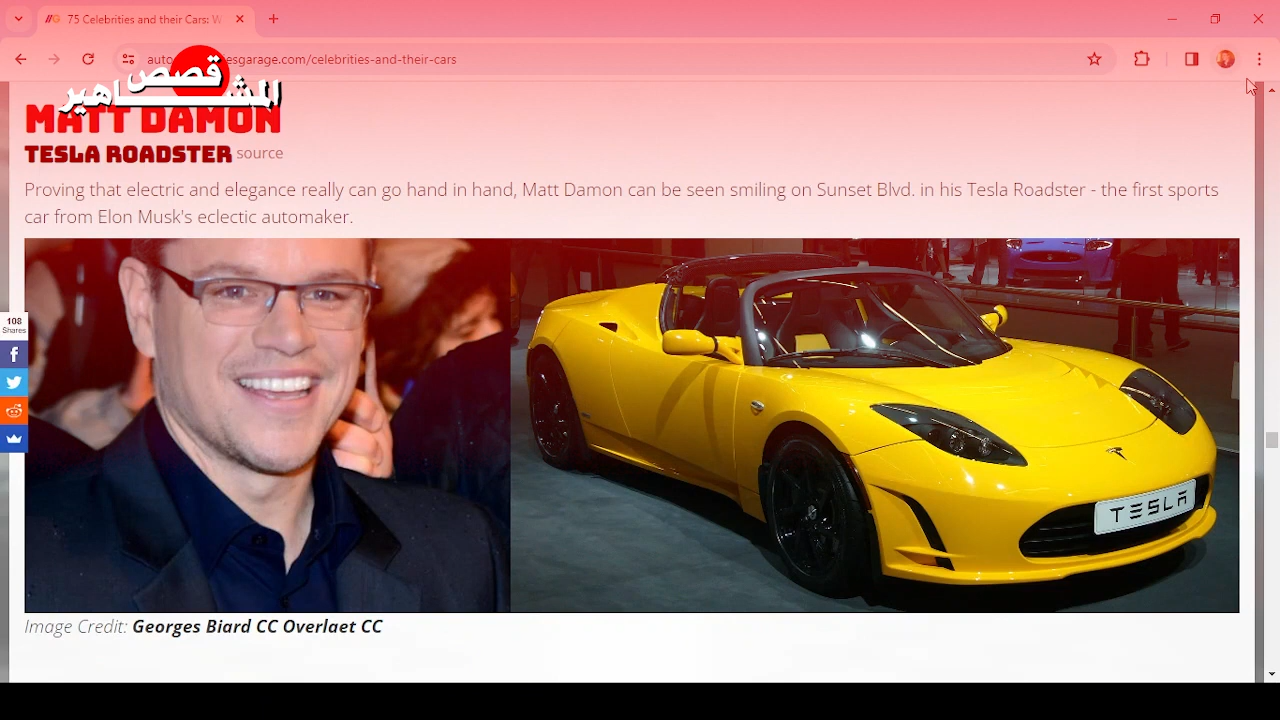 75 Celebrities and their Cars: W
auto
esgarage.com/celebrities-and-their-cars
قصص
المشاهير
MATT DAMON
TESLA ROADSTER source
Proving that electric and elegance really can go hand in hand, Matt Damon can be seen smiling on Sunset Blvd. in his Tesla Roadster - the first sports
car from Elon Musk's eclectic automaker.
108
Shares
TESLA
Image Credit: Georges Biard CC Overlaet CC